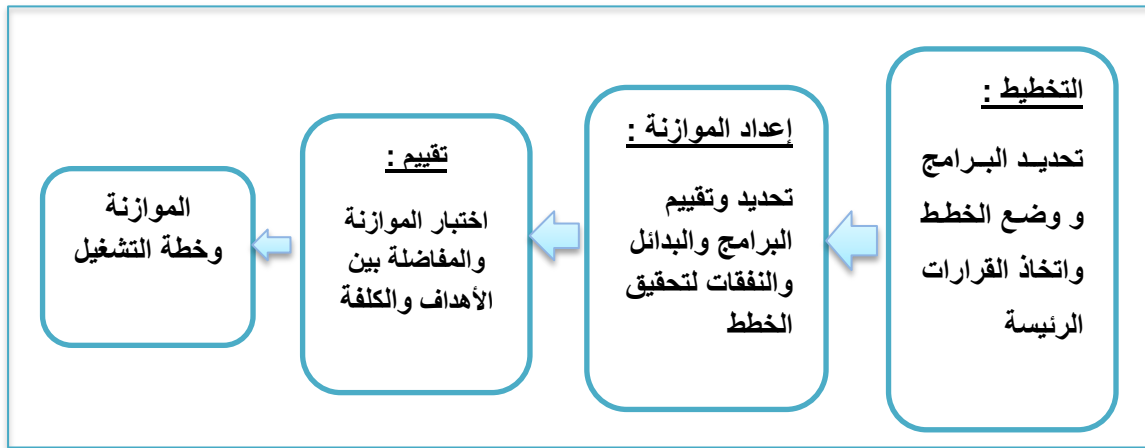 التخطيط :
تحديــد البـرامج
و وضـع الخطـط
واتخاذ القرارات
الرئيسة
إعداد الموازنة :
تحديد وتقييم
البرامج والبدائل
والنفقات لتحقيق
الخطط
تقييم :
اختبار الموازنة
والمفاضلة بين
الأهداف والكلفة
الموازنة
وخطة التشغيل